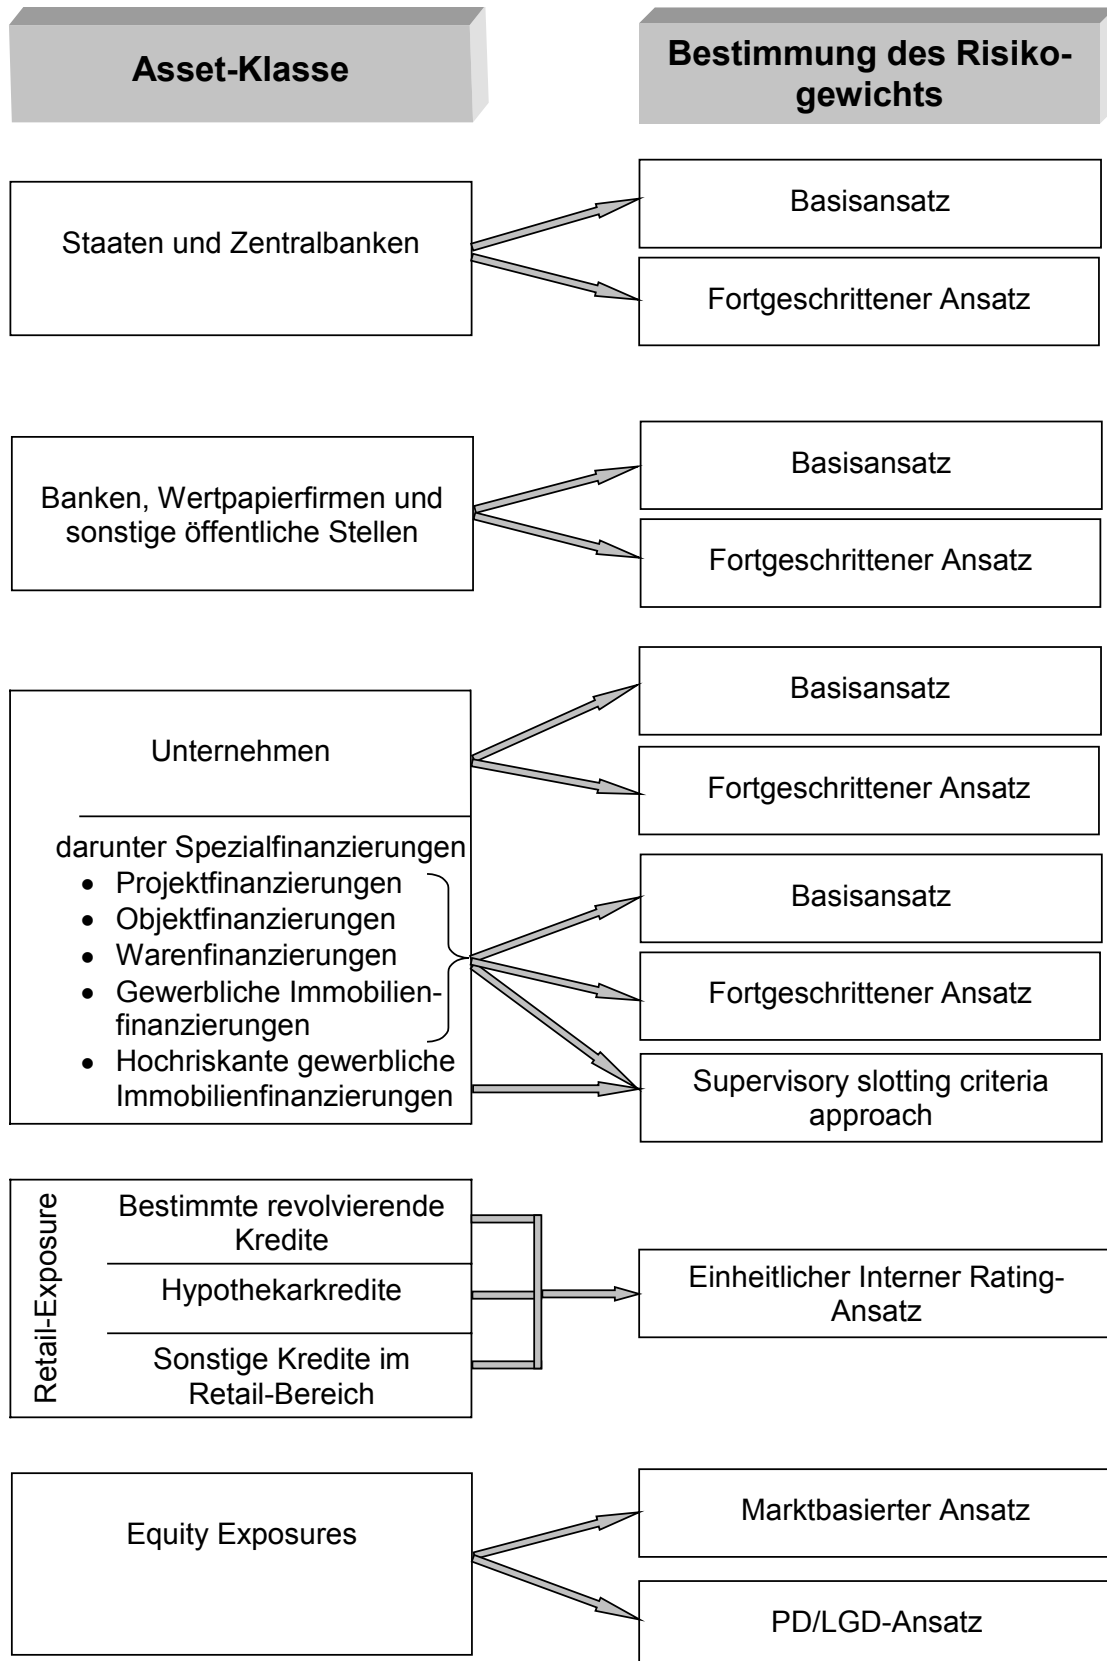 Asset-Klasse
Bestimmung des Risiko-
gewichts
Staaten und Zentralbanken
Basisansatz
Fortgeschrittener Ansatz
Banken, Wertpapierfirmen und
sonstige öffentliche Stellen
Basisansatz
Fortgeschrittener Ansatz
Unternehmen
Basisansatz
Fortgeschrittener Ansatz
darunter Spezialfinanzierungen
• Projektfinanzierungen
• Objektfinanzierungen
• Warenfinanzierungen
• Gewerbliche Immobilien-
finanzierungen
• Hochriskante gewerbliche
Immobilienfinanzierungen
Basisansatz
Fortgeschrittener Ansatz
Supervisory slotting criteria
approach
Retail-Exposure
Bestimmte revolvierende
Kredite
Hypothekarkredite
Sonstige Kredite im
Retail-Bereich
Einheitlicher Interner Rating-
Ansatz
Equity Exposures
Marktbasierter Ansatz
PD/LGD-Ansatz